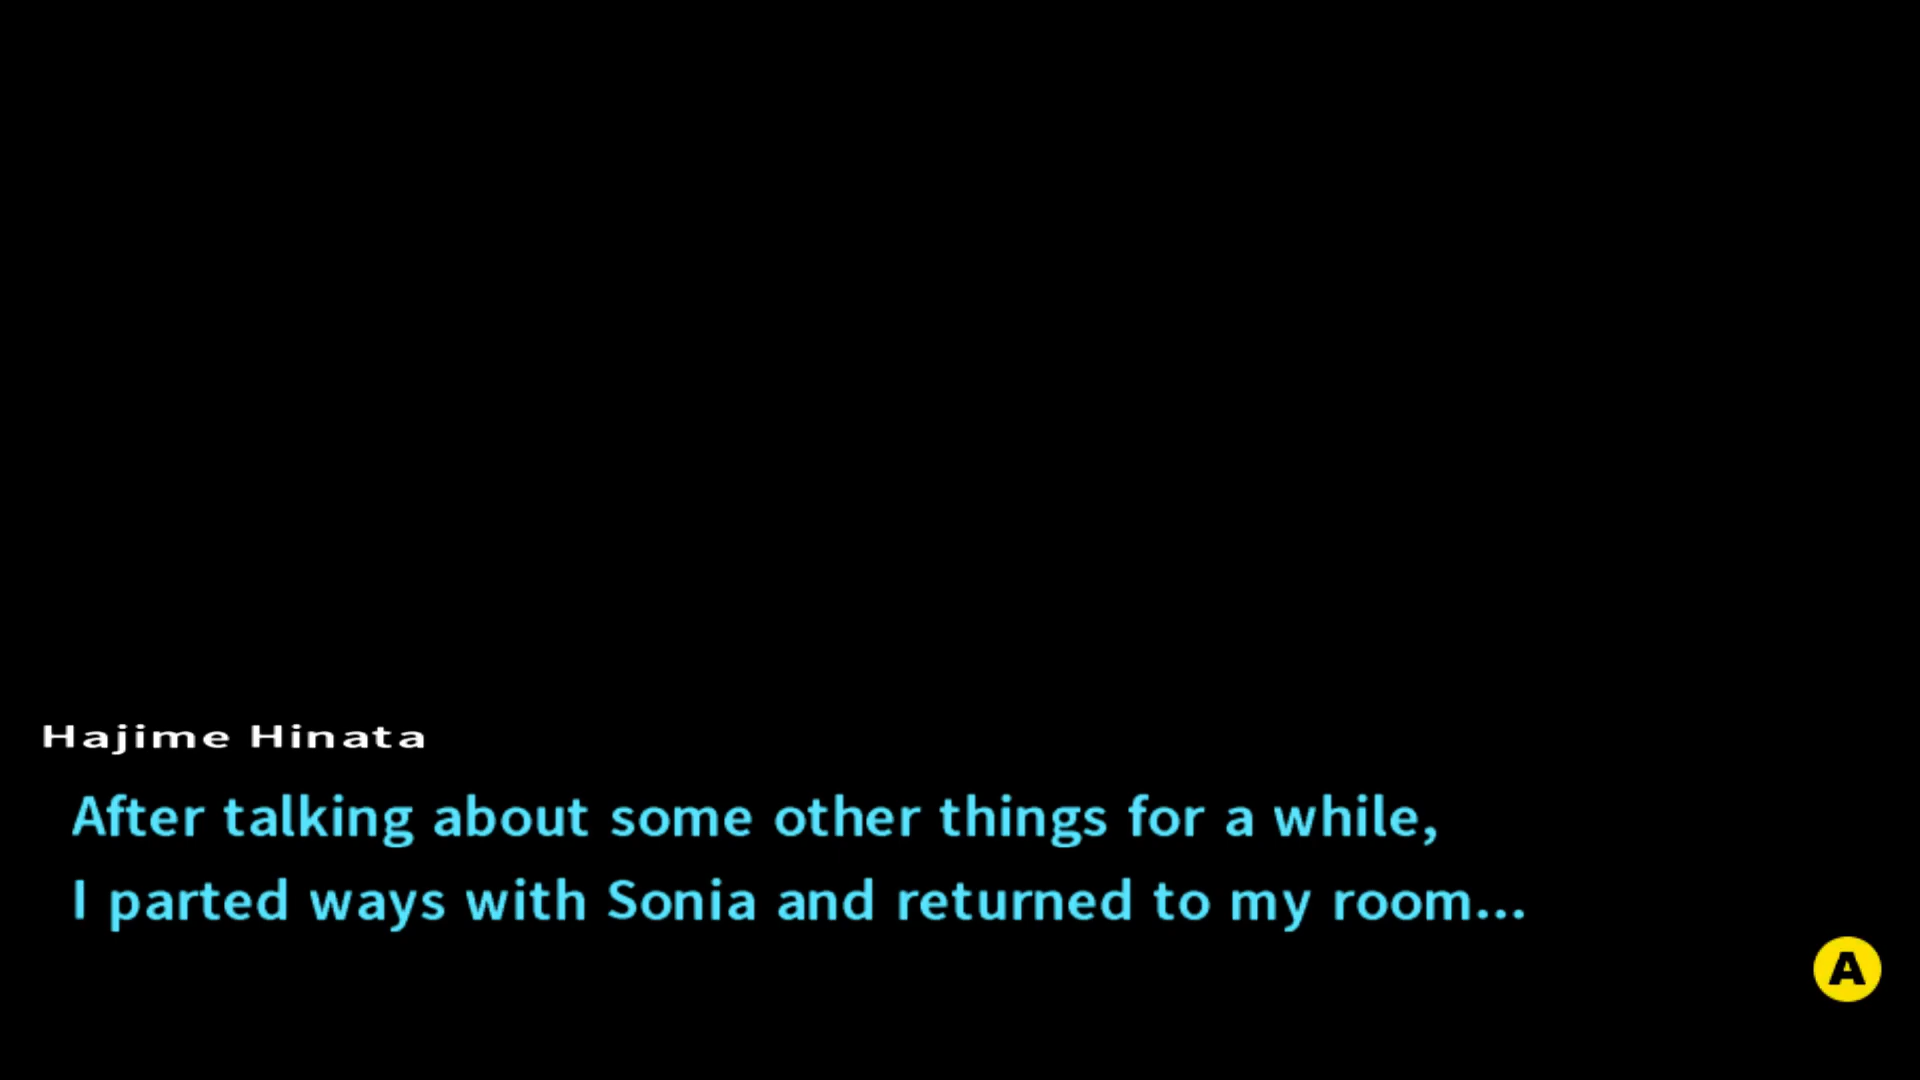 Hajime Hinata
After talking about some other things for a while,
I parted ways with Sonia and returned to my room...
A